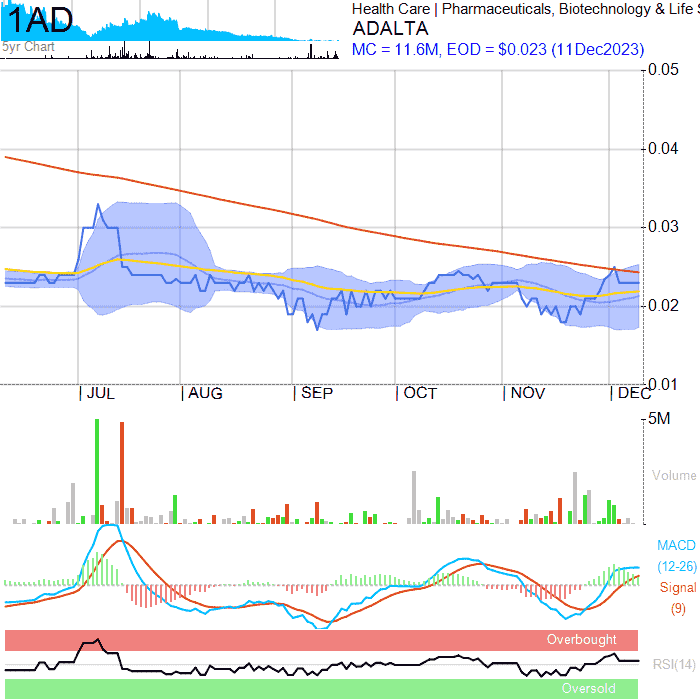 1AD
5yr Chart
Health Care | Pharmaceuticals, Biotechnology & Life
ADALTA
MC = 11.6M, EOD = $0.023 (11Dec2023)
0.05
0.04
0.03
0.02
0.01
| JUL | AUG | SEP | OCT | NOV | DEC
5M
Volume
MACD
(12-26)
Signal
(9)
Overbought
RSI(14)
Oversold